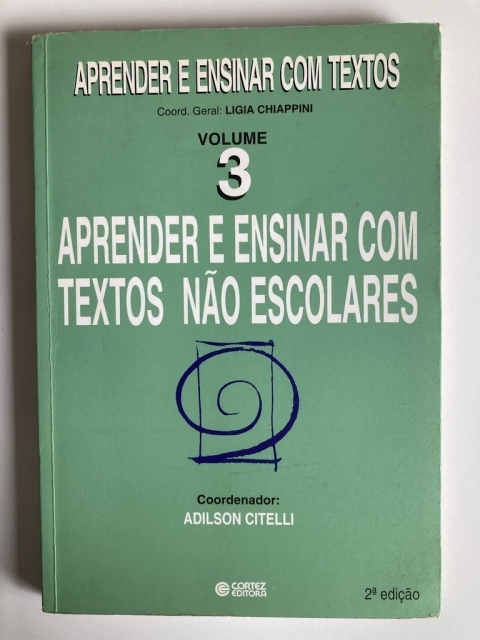 APRENDER E ENSINAR COM TEXTOS
Coord. Geral: LIGIA CHIAPPINI
VOLUME
3
APRENDER E ENSINAR COM
TEXTOS NÃO ESCOLARES
Coordenador:
ADILSON CITELLI
CORTEZ
EDITORA
2ª edição